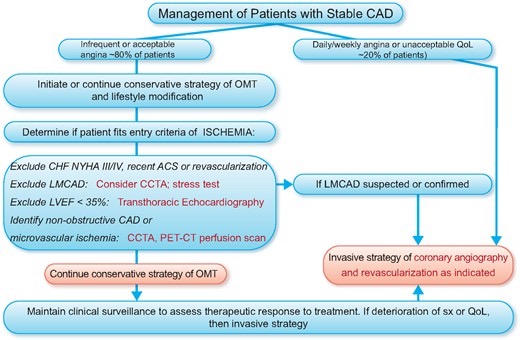 Management of Patients with Stable CAD
Infrequent or acceptable
angina ~80% of patients
Daily/weekly angina or unacceptable QoL
~20% of patients)
Initiate or continue conservative strategy of OMT
and lifestyle modification
Determine if patient fits entry criteria of ISCHEMIA:
Exclude CHF NYHA III/IV, recent ACS or revascularization
Exclude LMCAD: Consider CCTA; stress test
Exclude LVEF < 35%: Transthoracic Echocardiography
Identify non-obstructive CAD or
microvascular ischemia: CCTA, PET-CT perfusion scan
If LMCAD suspected or confirmed
Continue conservative strategy of OMT
Invasive strategy of coronary angiography
and revascularization as indicated
Maintain clinical surveillance to assess therapeutic response to treatment. If deterioration of sx or QoL,
then invasive strategy